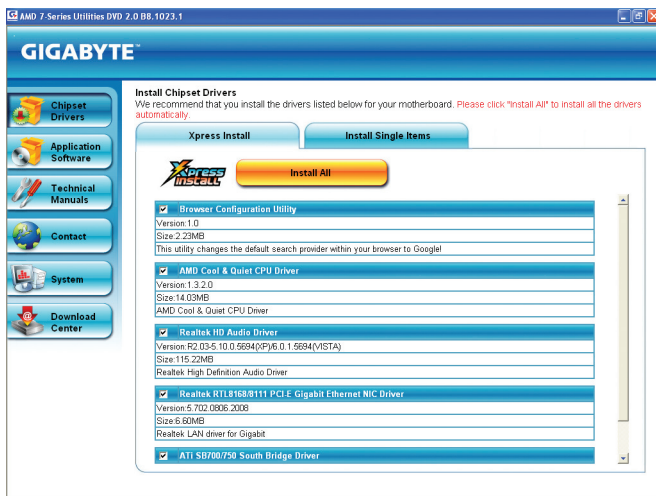 AMD 7-Series Utilities DVD 2.0 B8.1023.1
GIGABYTE™
Chipset
Drivers
Application
Software
Technical
Manuals
Contact
System
Download
Center
Install Chipset Drivers
We recommend that you install the drivers listed below for your motherboard. Please click "Install All" to install all the drivers
automatically.
Xpress Install
Install Single Items
Xpress
Install
Install All
Browser Configuration Utility
Version:1.0
Size:2.23MB
This utility changes the default search provider within your browser to Google!
AMD Cool & Quiet CPU Driver
Version:1.3.2.0
Size:14.03MB
AMD Cool & Quiet CPU Driver
Realtek HD Audio Driver
Version:R2.03-5.10.0.5694(XP)/6.0.1.5694(VISTA)
Size:115.22MB
Realtek High Definition Audio Driver
Realtek RTL8168/8111 PCI-E Gigabit Ethernet NIC Driver
Version:5.702.0806.2008
Size:6.60MB
Realtek LAN driver for Gigabit
ATi SB700/750 South Bridge Driver